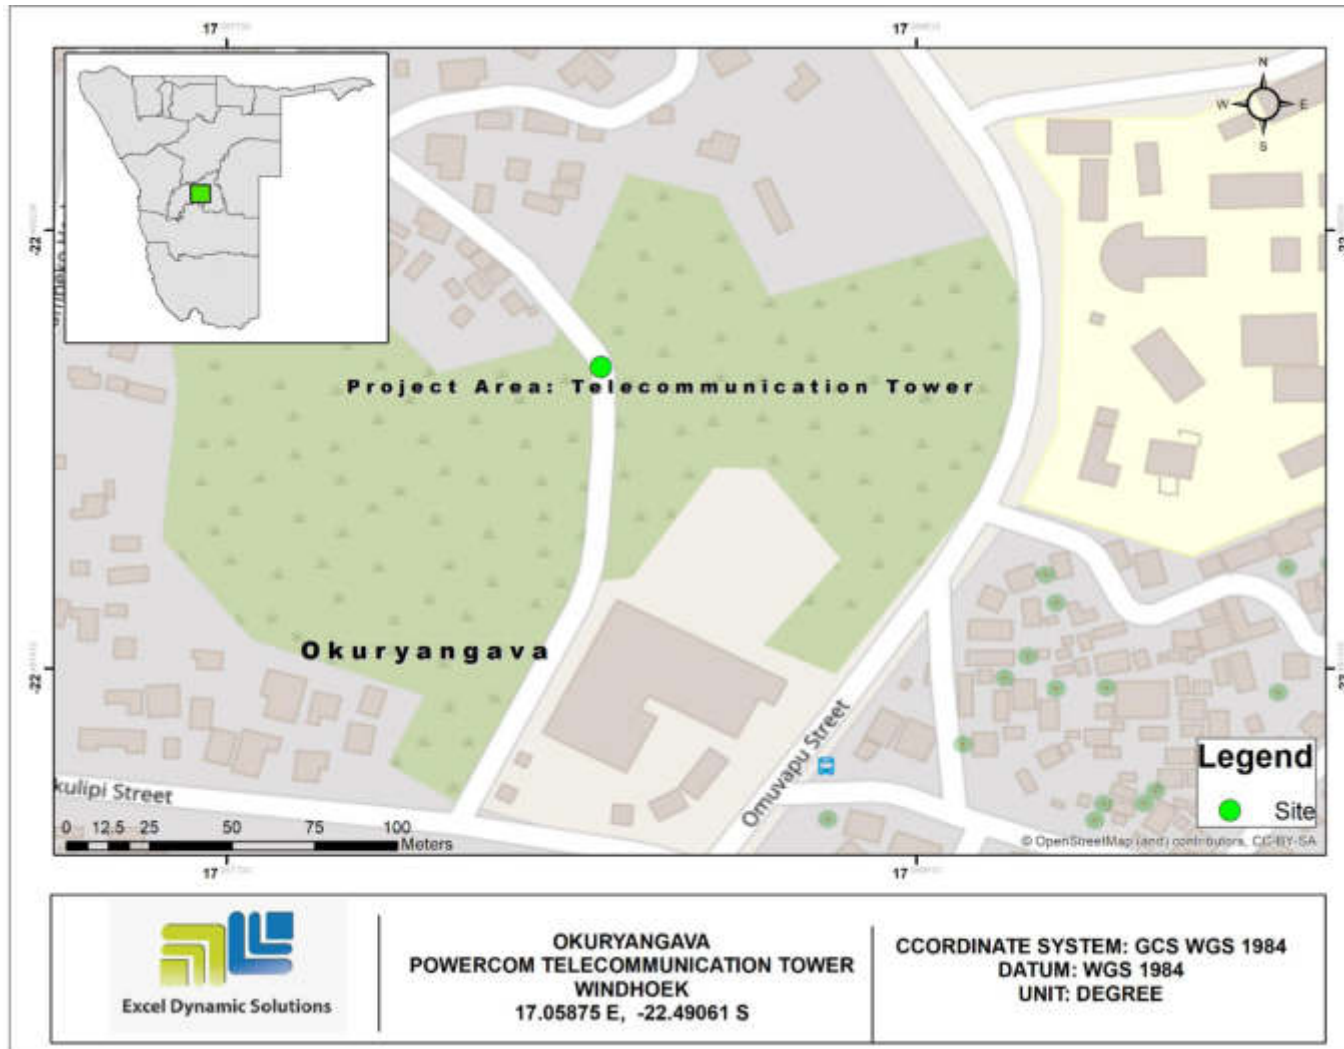 17
17
N
W E
S
-22
-22
Project Area: Telecommunication Tower
Okuryangava
-22
-22
Omuvapu Street
kulipi Street
Legend
Site
0 12.5 25 50 75 100
Meters
© OpenStreetMap (and) contributors, CC-BY-SA
17
17
Excel Dynamic Solutions
OKURYANGAVA
POWERCOM TELECOMMUNICATION TOWER
WINDHOEK
17.05875 E, -22.49061 S
CCORDINATE SYSTEM: GCS WGS 1984
DATUM: WGS 1984
UNIT: DEGREE